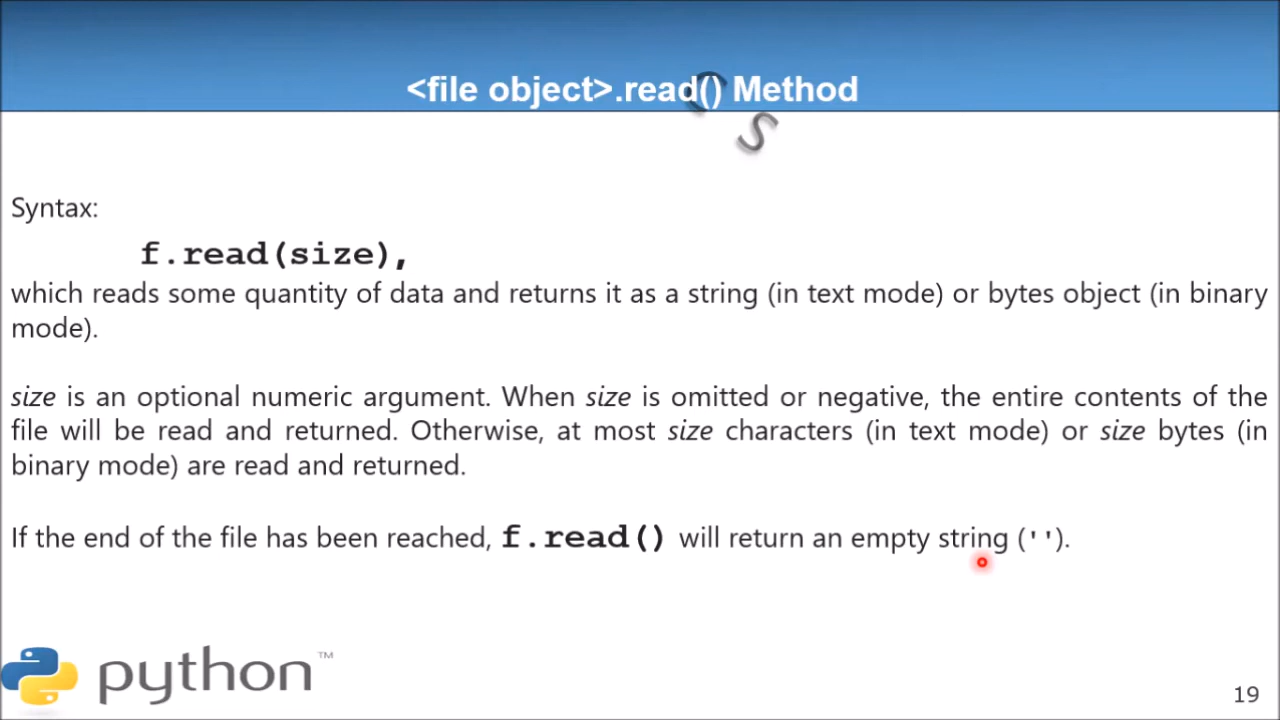 <file object>.read() Method
C
S
Syntax:
f.read(size),
which reads some quantity of data and returns it as a string (in text mode) or bytes object (in binary
mode).
size is an optional numeric argument. When size is omitted or negative, the entire contents of the
file will be read and returned. Otherwise, at most size characters (in text mode) or size bytes (in
binary mode) are read and returned.
If the end of the file has been reached, f.read() will return an empty string ('').
python™
19